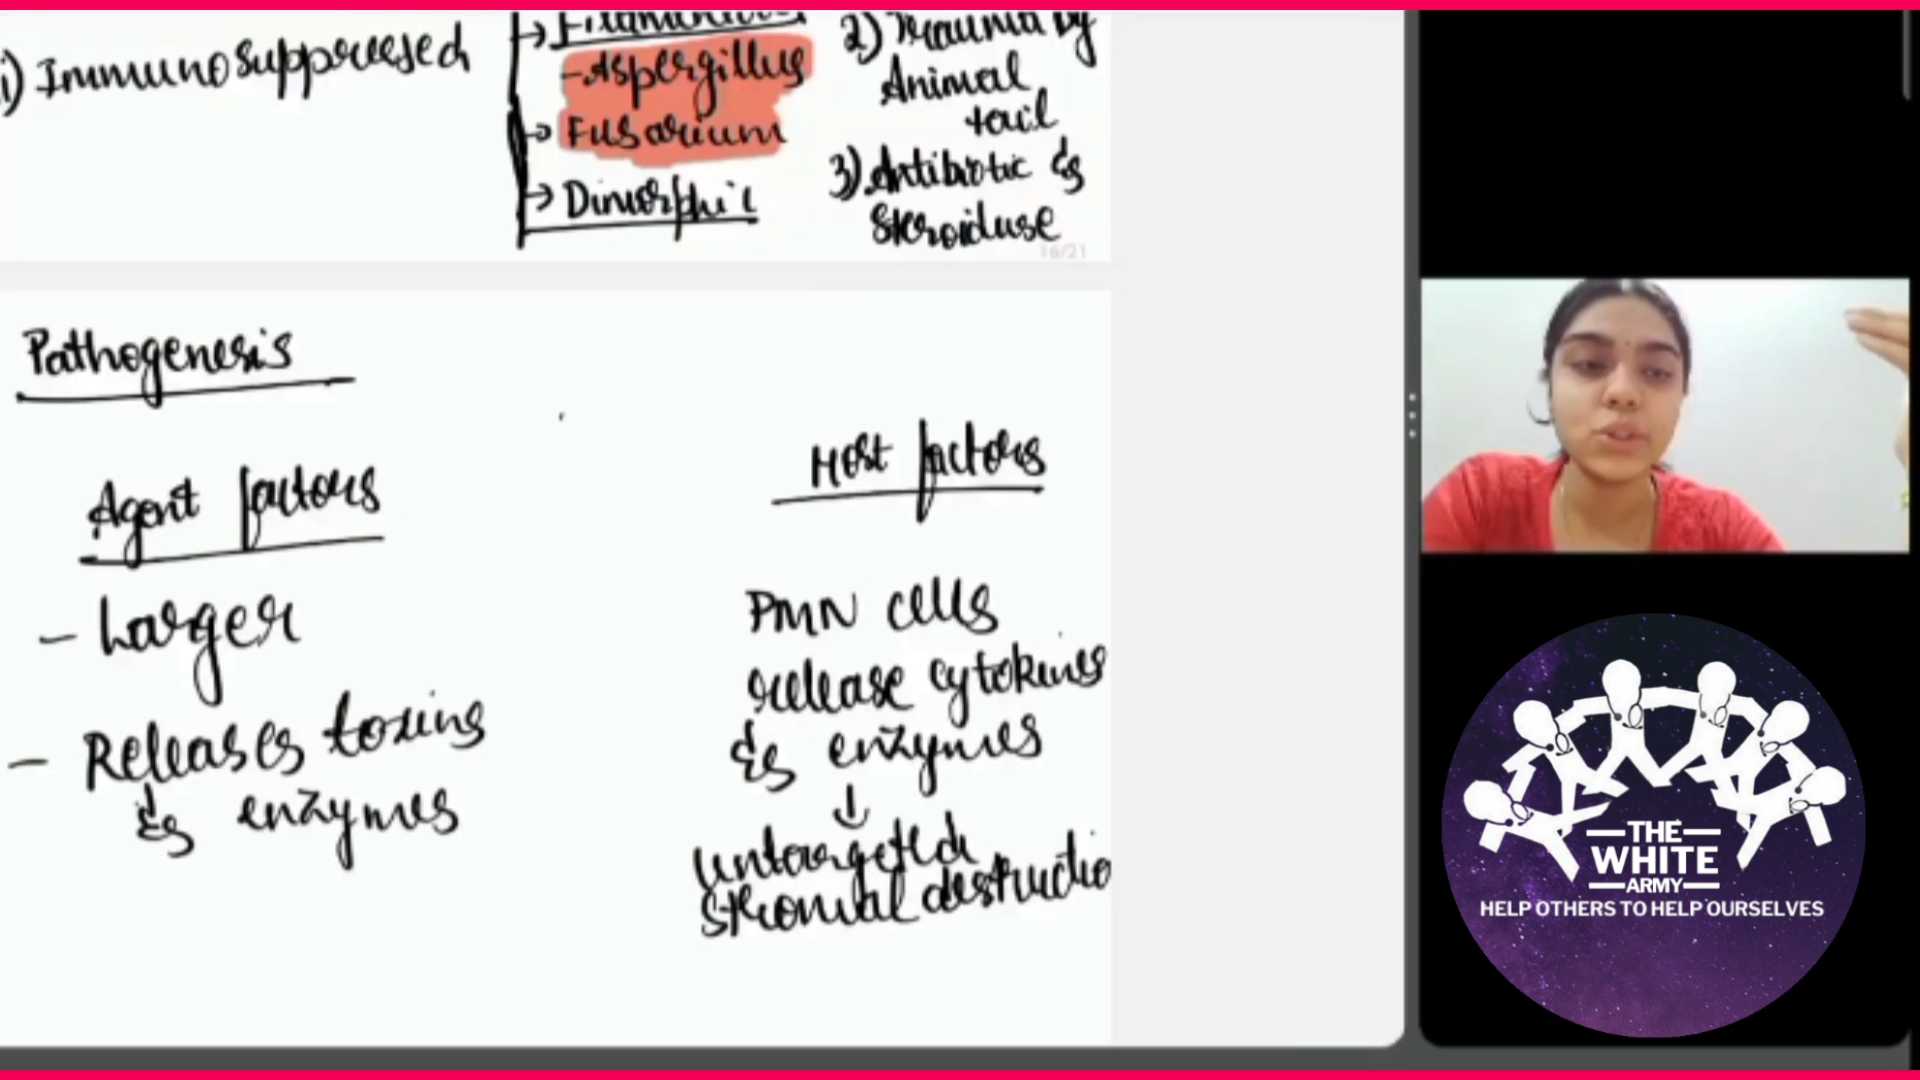 i) Immunosuppressed
→ Filamentous
- Aspergillus
→ Fusarium
→ Dimorphic
2) Trauma by
Animal
tail
3) Antibiotic &
Steroid use
16/21
Pathogenesis
Agent factors
- Larger
- Releases toxins
& enzymes
Host factors
PMN cells
release cytokines
& enzymes
↓
untargeted
stromal destructio
THE
WHITE
ARMY
HELP OTHERS TO HELP OURSELVES